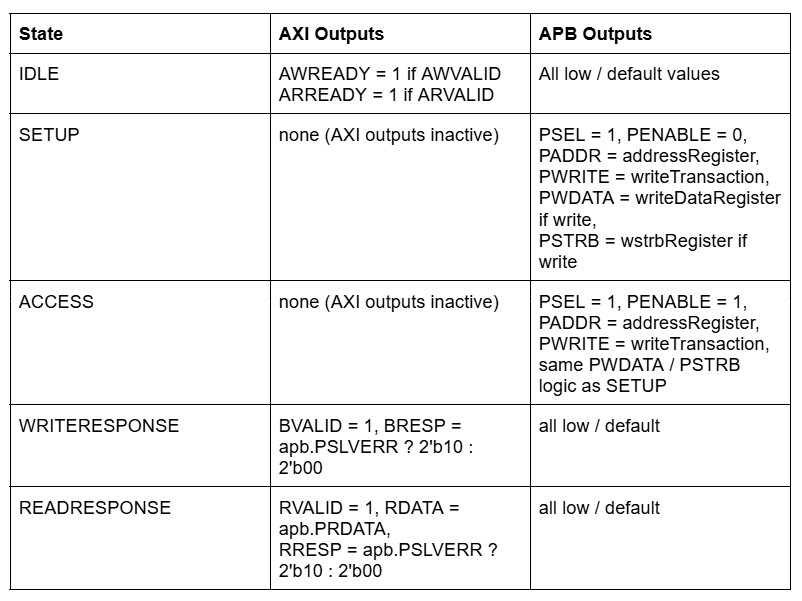 State AXI Outputs APB Outputs
IDLE
AWREADY = 1 if AWVALID
ARREADY = 1 if ARVALID
All low / default values
SETUP
none (AXI outputs inactive)
PSEL = 1, PENABLE = 0,
PADDR = addressRegister,
PWRITE = writeTransaction,
PWDATA = writeDataRegister
if write,
PSTRB = wstrbRegister if
write
ACCESS
none (AXI outputs inactive)
PSEL = 1, PENABLE = 1,
PADDR = addressRegister,
PWRITE = writeTransaction,
same PWDATA / PSTRB
logic as SETUP
WRITERESPONSE
BVALID = 1, BRESP =
apb.PSLVERR ? 2'b10 :
2'b00
all low / default
READRESPONSE
RVALID = 1, RDATA =
apb.PRDATA,
RRESP = apb.PSLVERR ?
2'b10 : 2'b00
all low / default